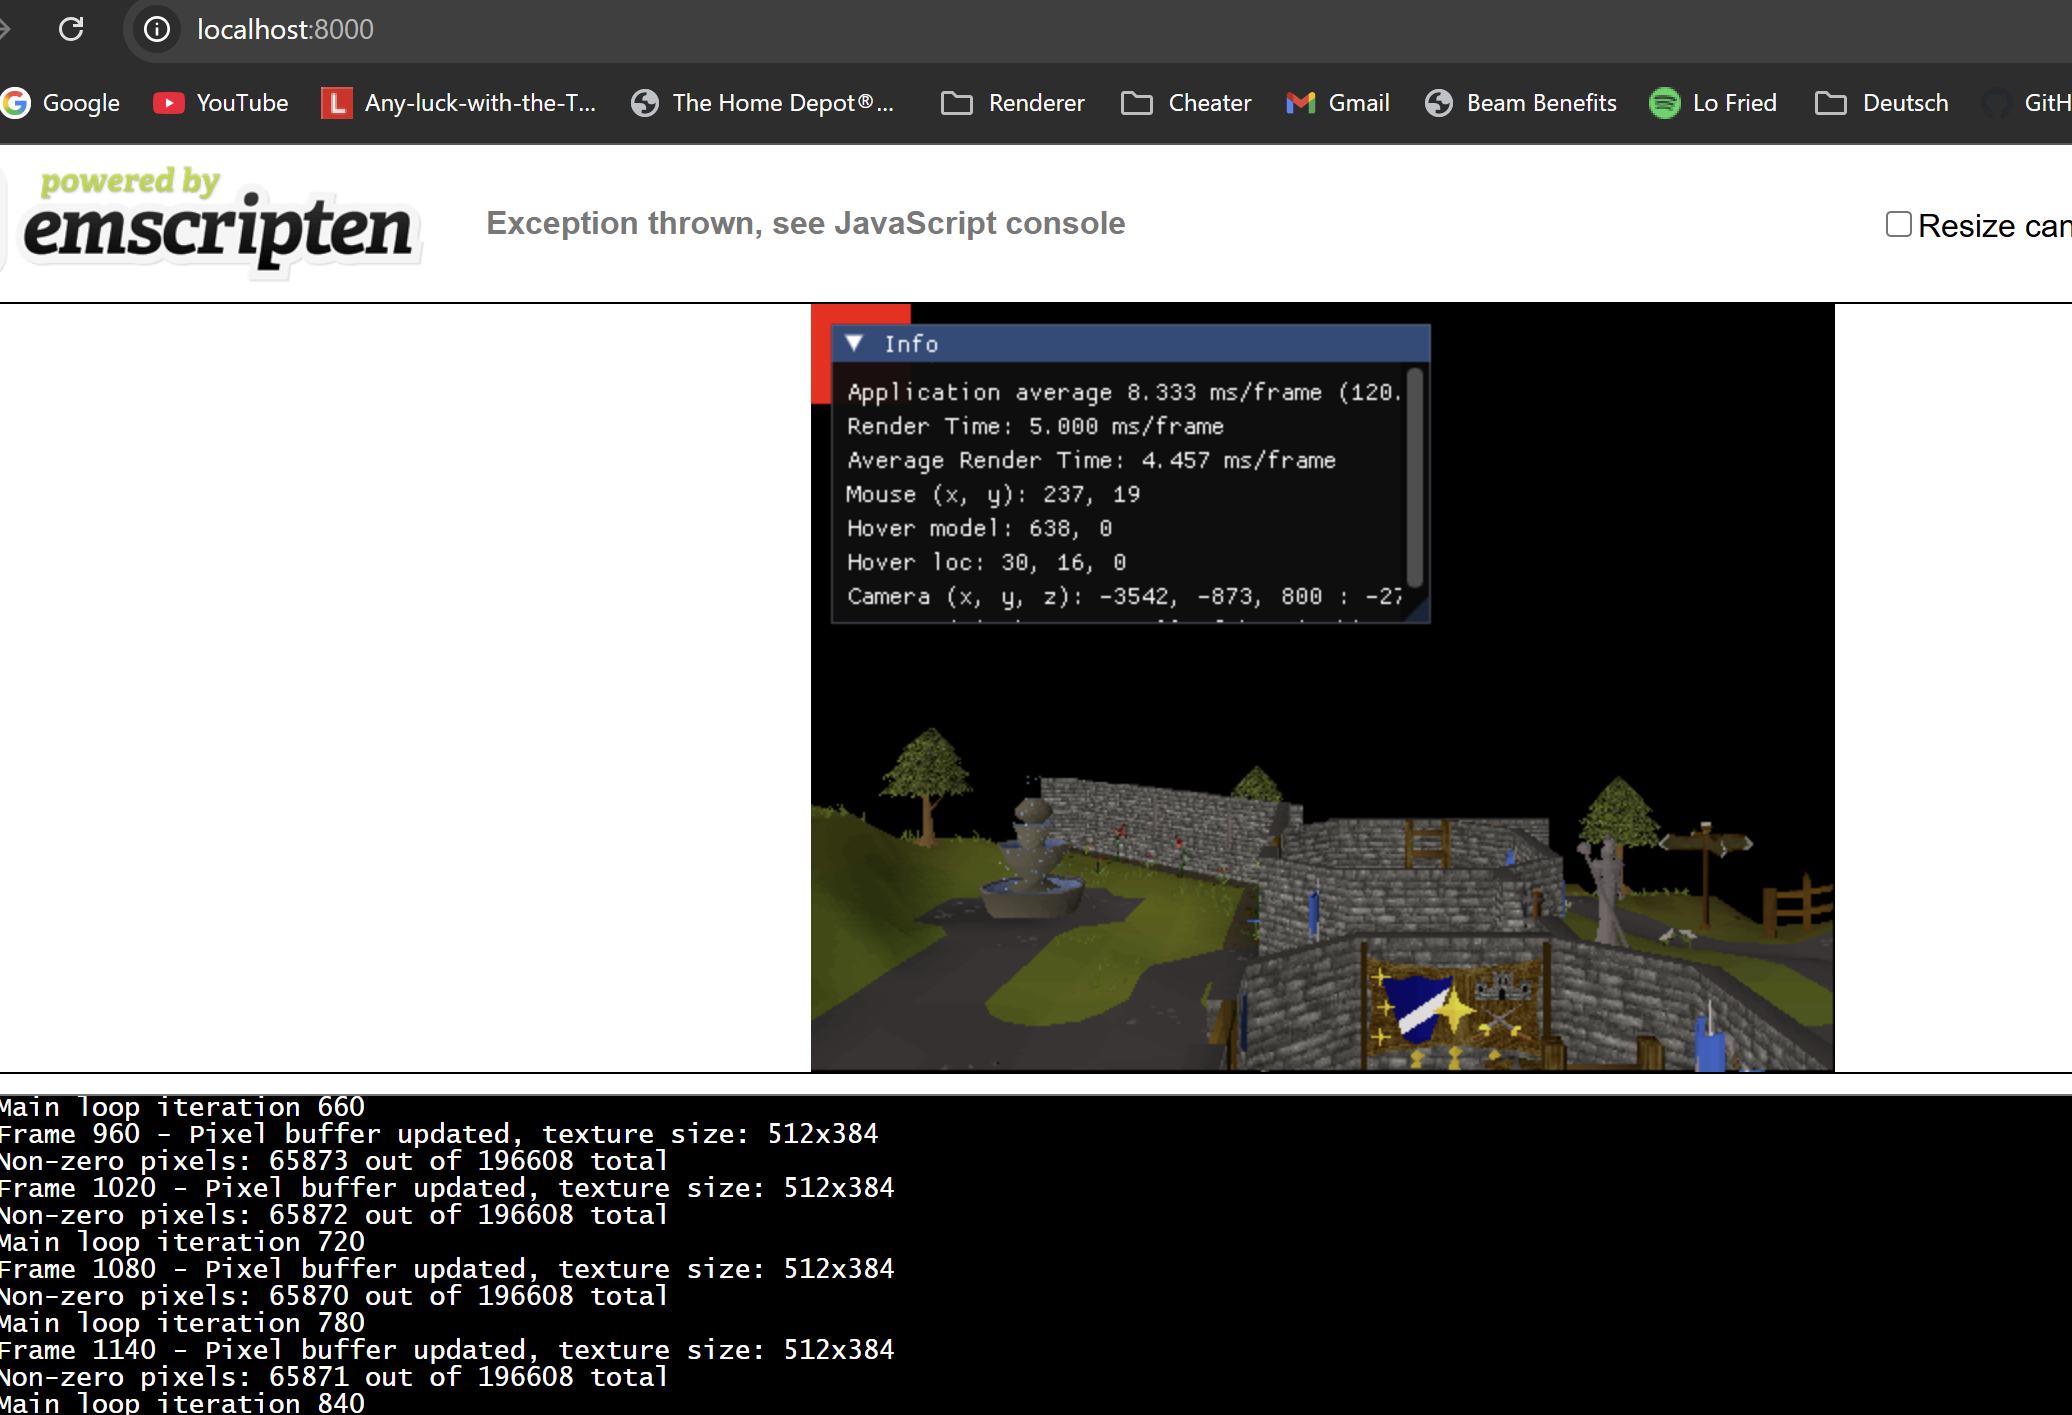 localhost:8000
Google YouTube Any-luck-with-the-T... The Home Depot®... Renderer Cheater Gmail Beam Benefits Lo Fried Deutsch GitH
powered by
emscripten
Exception thrown, see JavaScript console
Resize can
Info
Application average 8.333 ms/frame (120.
Render Time: 5.000 ms/frame
Average Render Time: 4.457 ms/frame
Mouse (x, y): 237, 19
Hover model: 638, 0
Hover loc: 30, 16, 0
Camera (x, y, z): -3542, -873, 800 : -27
Main loop iteration 660
Frame 960 - Pixel buffer updated, texture size: 512x384
Non-zero pixels: 65873 out of 196608 total
Frame 1020 - Pixel buffer updated, texture size: 512x384
Non-zero pixels: 65872 out of 196608 total
Main loop iteration 720
Frame 1080 - Pixel buffer updated, texture size: 512x384
Non-zero pixels: 65870 out of 196608 total
Main loop iteration 780
Frame 1140 - Pixel buffer updated, texture size: 512x384
Non-zero pixels: 65871 out of 196608 total
Main loop iteration 840